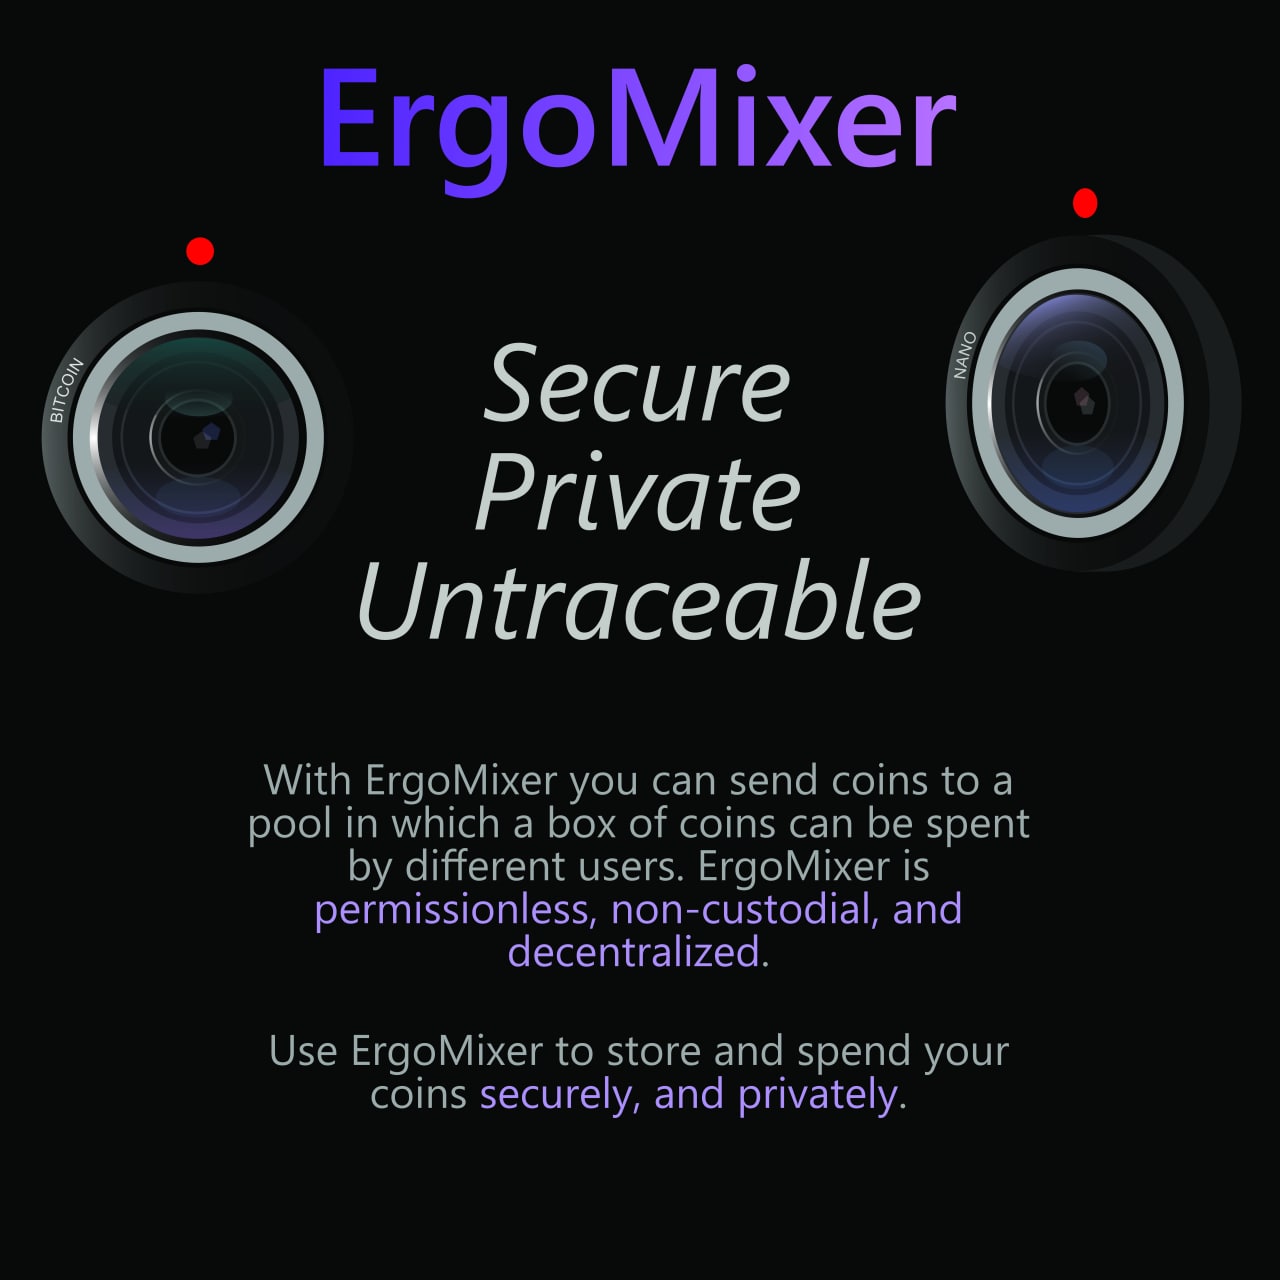 ErgoMixer
BITCOIN
NANO
Secure
Private
Untraceable
With ErgoMixer you can send coins to a
pool in which a box of coins can be spent
by different users. ErgoMixer is
permissionless, non-custodial, and
decentralized.
Use ErgoMixer to store and spend your
coins securely, and privately.